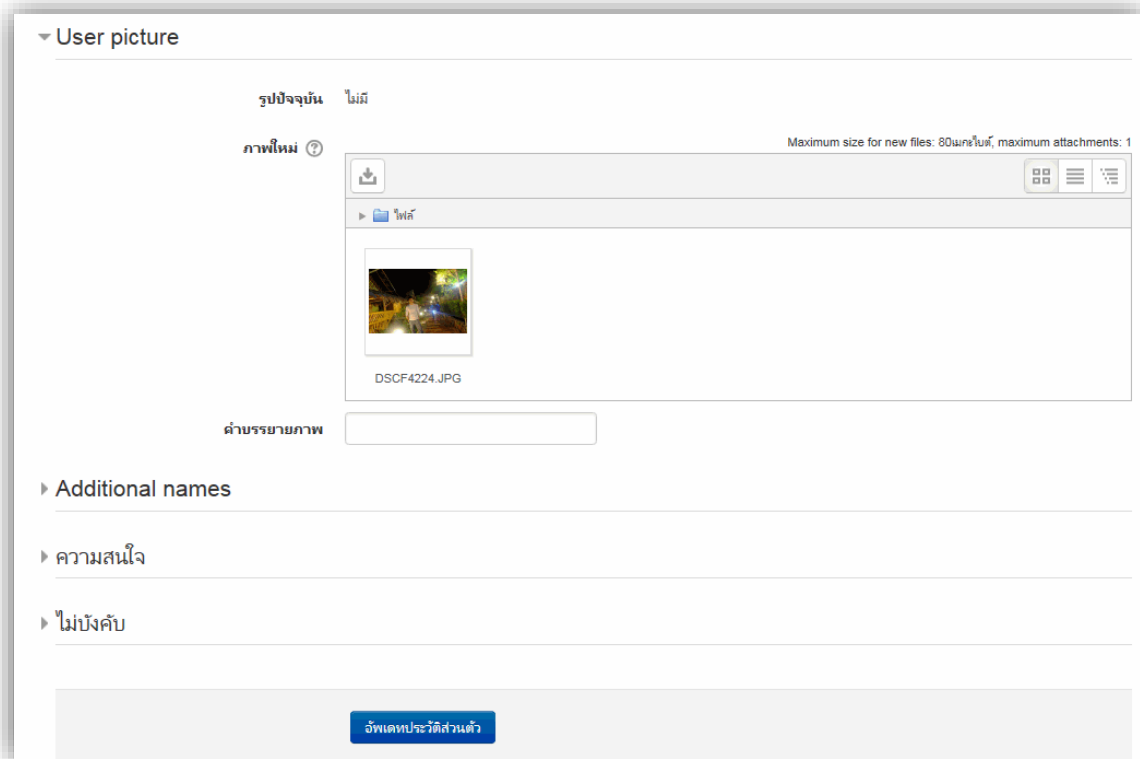 User picture
รูปปัจจุบัน ไม่มี
ภาพใหม่
Maximum size for new files: 80เมกะไบต์, maximum attachments: 1
ไฟล์
DSCF4224.JPG
คำบรรยายภาพ
Additional names
ความสนใจ
ไม่บังคับ
อัพเดทประวัติส่วนตัว